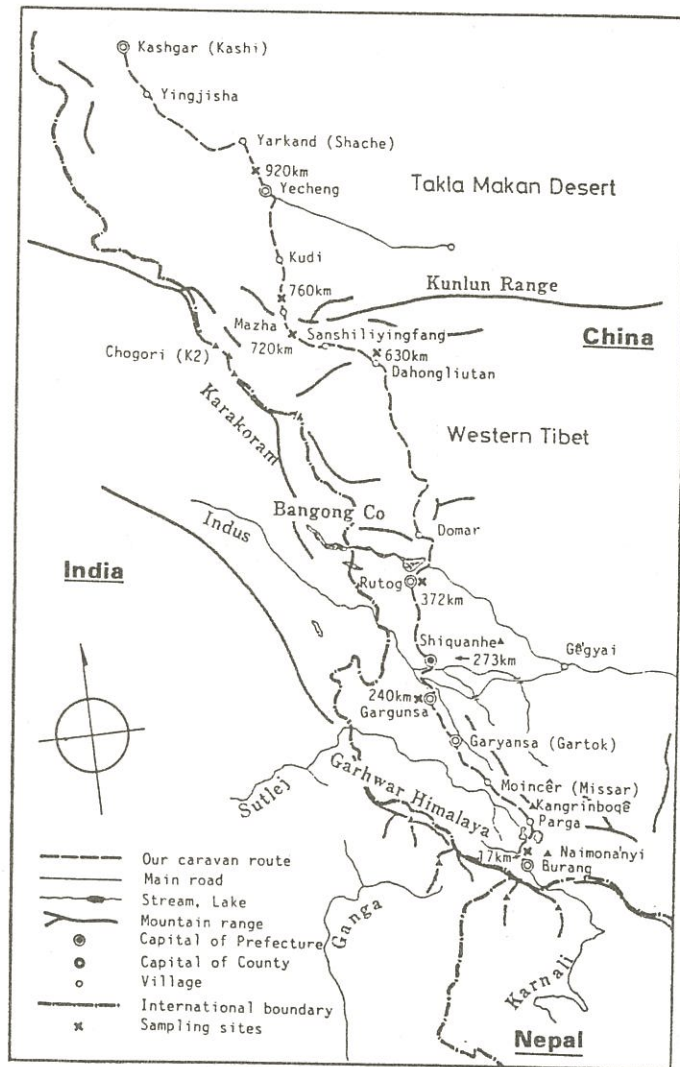 Kashgar (Kashi)
Yingjisha
Yarkand (Shache)
920km
Yecheng
Takla Makan Desert
Kudi
760km
Kunlun Range
Mazha
Sanshiliyingfang
China
720km
630km
Chogori (K2)
Dahongliutan
Karakoram
Western Tibet
Bangong Co
Indus
Domar
India
Rutog
372km
Shiquanhe
Gêgyai
273km
240km
Gargunsa
Garyansa (Gartok)
Sutlej
Garhwar Himalaya
Moincêr (Missar)
Kangrinboqê
Parga
17km
Naimona'nyi
Burang
Our caravan route
Main road
Stream, Lake
Mountain range
Capital of Prefecture
Capital of County
Village
International boundary
Sampling sites
Ganga
Karnali
Nepal